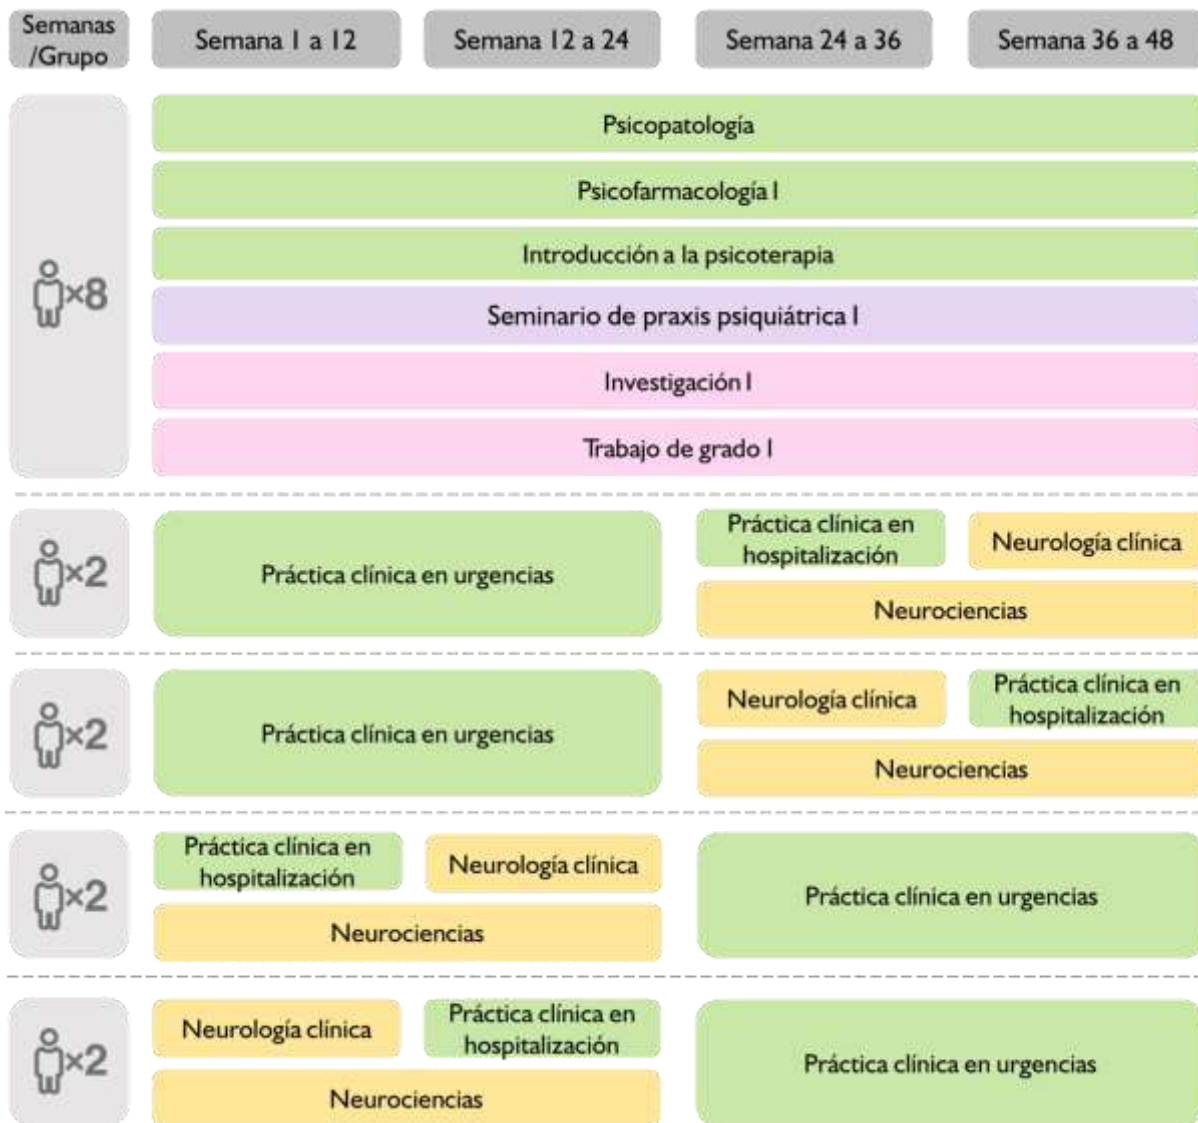 Semanas
/Grupo
Semana 1 a 12
Semana 12 a 24
Semana 24 a 36
Semana 36 a 48
Psicopatología
Psicofarmacología I
Introducción a la psicoterapia
×8
Seminario de praxis psiquiátrica I
Investigación I
Trabajo de grado I
×2
Práctica clínica en urgencias
Práctica clínica en
hospitalización
Neurología clínica
Neurociencias
×2
Práctica clínica en urgencias
Neurología clínica
Práctica clínica en
hospitalización
Neurociencias
×2
Práctica clínica en
hospitalización
Neurología clínica
Neurociencias
Práctica clínica en urgencias
×2
Neurología clínica
Práctica clínica en
hospitalización
Neurociencias
Práctica clínica en urgencias